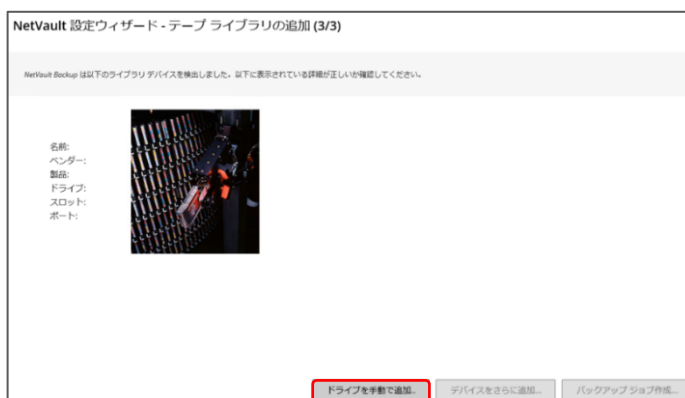 NetVault 設定ウィザード - テープ ライブラリの追加 (3/3)
NetVault Backup は以下のライブラリ デバイスを検出しました。以下に表示されている詳細が正しいか確認してください。
名前:
ベンダー:
製品:
ドライブ:
スロット:
ポート:
ドライブを手動で追加... デバイスをさらに追加... バックアップ ジョブ作成...